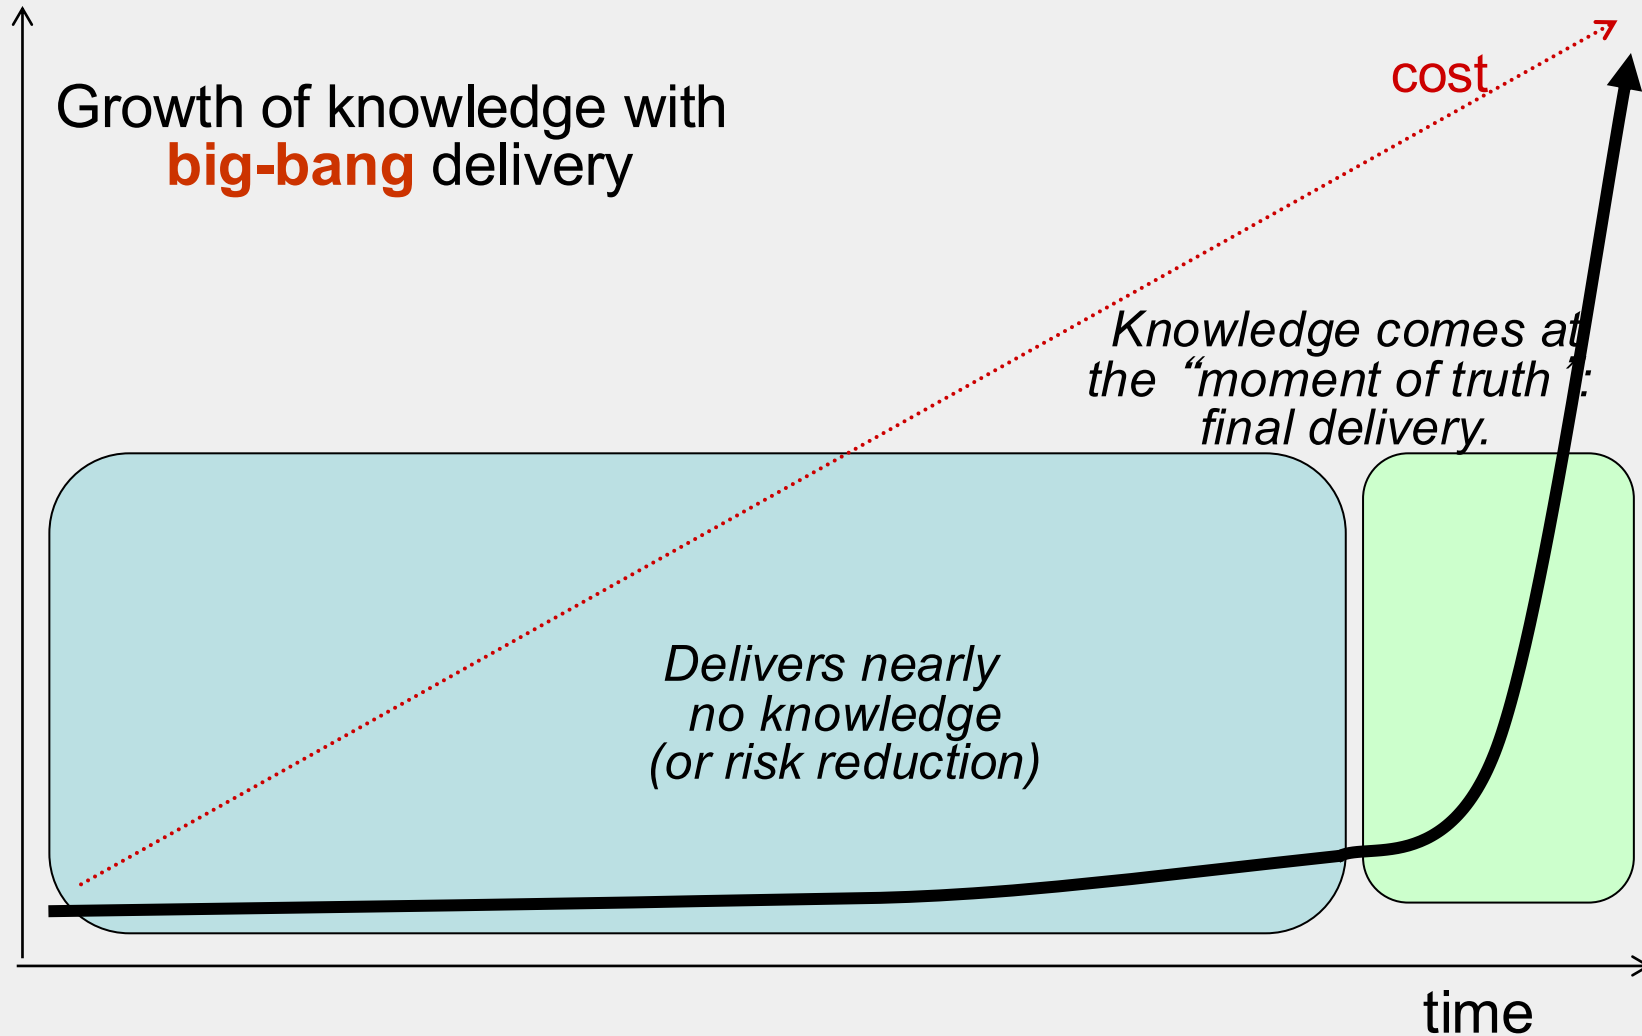 Growth of knowledge with
big-bang delivery
cost
Knowledge comes at
the “moment of truth”:
final delivery.
Delivers nearly
no knowledge
(or risk reduction)
time